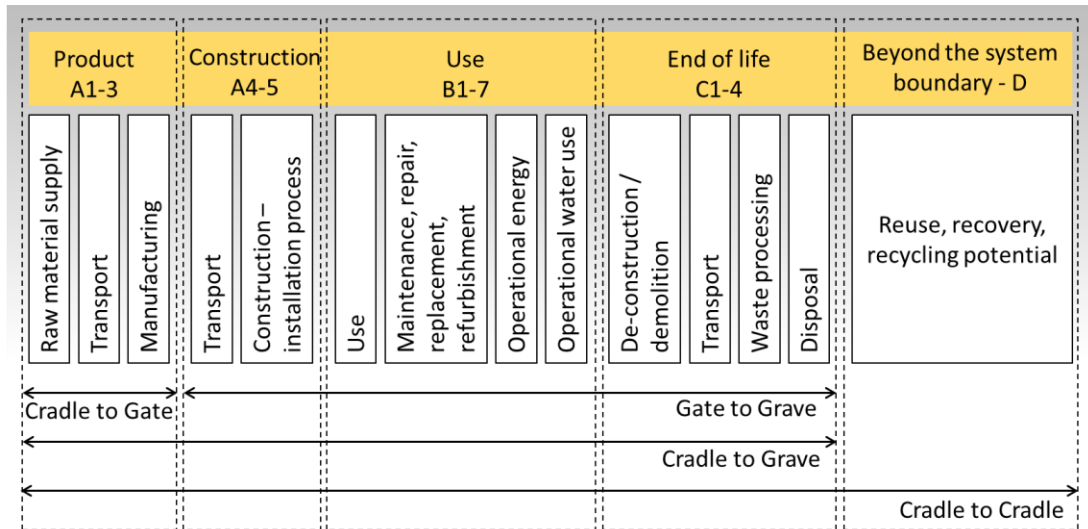 Product
A1-3
Construction
A4-5
Use
B1-7
End of life
C1-4
Beyond the system
boundary - D
Raw material supply
Transport
Manufacturing
Transport
Construction –
installation process
Use
Maintenance, repair,
replacement,
refurbishment
Operational energy
Operational water use
De-construction /
demolition
Transport
Waste processing
Disposal
Reuse, recovery,
recycling potential
Cradle to Gate
Gate to Grave
Cradle to Grave
Cradle to Cradle